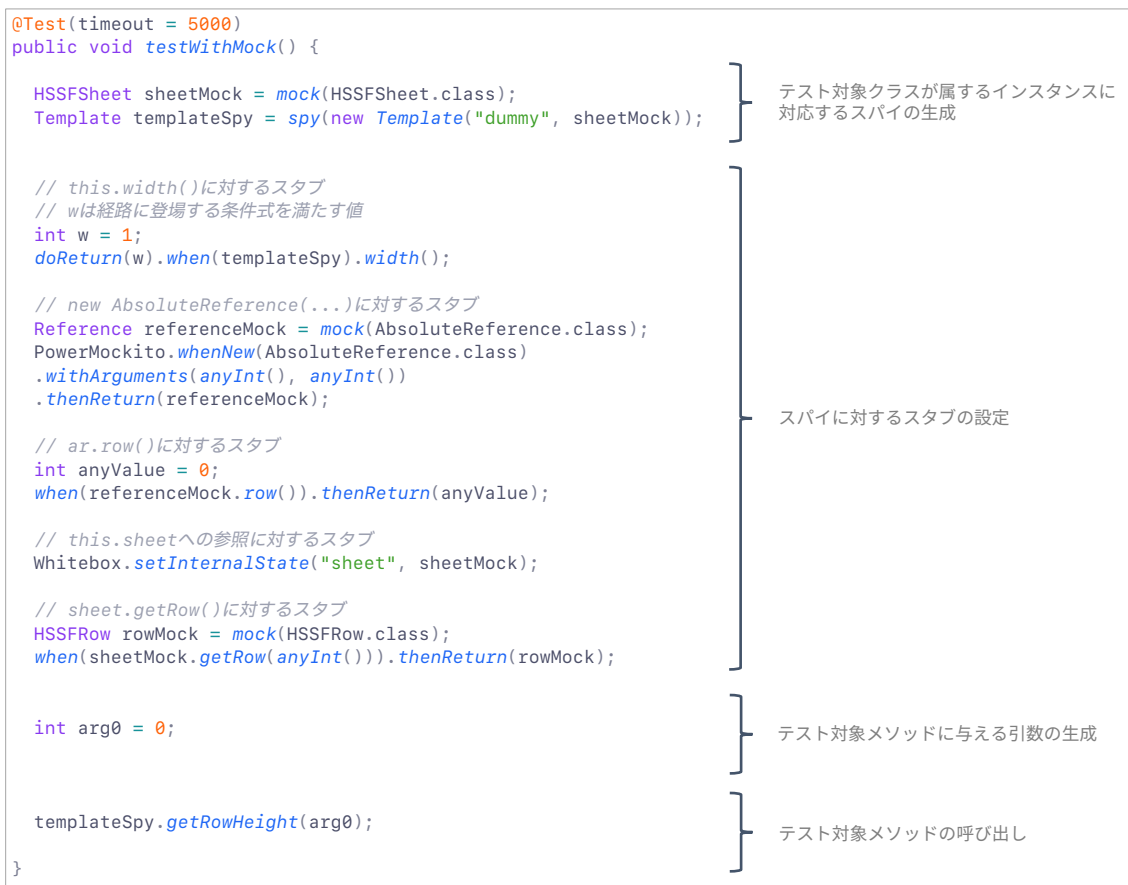 @Test(timeout = 5000)
public void testWithMock() {
HSSFSheet sheetMock = mock(HSSFSheet.class);
Template templateSpy = spy(new Template("dummy", sheetMock));
テスト対象クラスが属するインスタンスに
対応するスパイの生成
// this.width()に対するスタブ
// wは経路に登場する条件式を満たす値
int w = 1;
doReturn(w).when(templateSpy).width();
// new AbsoluteReference(...)に対するスタブ
Reference referenceMock = mock(AbsoluteReference.class);
PowerMockito.whenNew(AbsoluteReference.class)
.withArguments(anyInt(), anyInt())
.thenReturn(referenceMock);
// ar.row()に対するスタブ
int anyValue = 0;
when(referenceMock.row()).thenReturn(anyValue);
// this.sheetへの参照に対するスタブ
Whitebox.setInternalState("sheet", sheetMock);
// sheet.getRow()に対するスタブ
HSSFRow rowMock = mock(HSSFRow.class);
when(sheetMock.getRow(anyInt())).thenReturn(rowMock);
スパイに対するスタブの設定
int arg0 = 0;
テスト対象メソッドに与える引数の生成
templateSpy.getRowHeight(arg0);
テスト対象メソッドの呼び出し
}